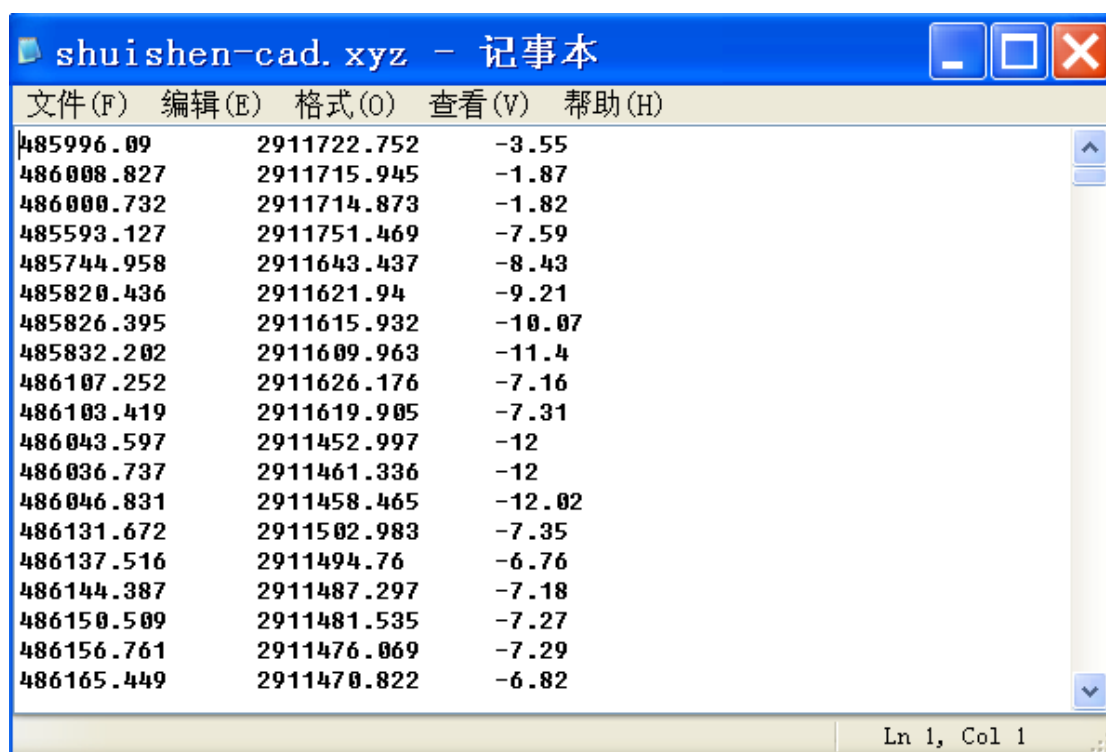 shuishen-cad.xyz - 记事本
文件(F) 编辑(E) 格式(O) 查看(V) 帮助(H)
485996.09 2911722.752 -3.55
486008.827 2911715.945 -1.87
486000.732 2911714.873 -1.82
485593.127 2911751.469 -7.59
485744.958 2911643.437 -8.43
485820.436 2911621.94 -9.21
485826.395 2911615.932 -10.07
485832.202 2911609.963 -11.4
486107.252 2911626.176 -7.16
486103.419 2911619.905 -7.31
486043.597 2911452.997 -12
486036.737 2911461.336 -12
486046.831 2911458.465 -12.02
486131.672 2911502.983 -7.35
486137.516 2911494.76 -6.76
486144.387 2911487.297 -7.18
486150.509 2911481.535 -7.27
486156.761 2911476.069 -7.29
486165.449 2911470.822 -6.82
Ln 1, Col 1